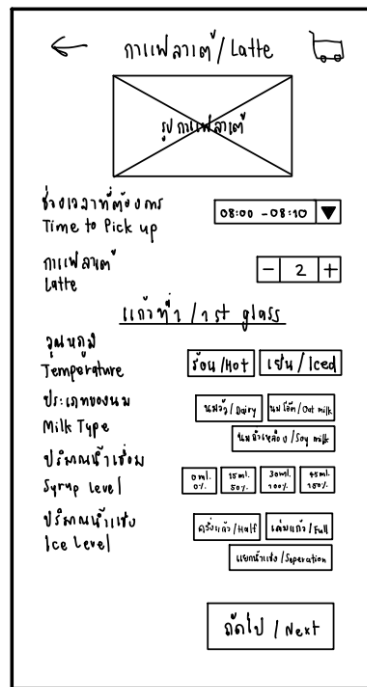 กาแฟลาเต้ / Latte
รูปกาแฟลาเต้
ช่วงเวลาที่ต้องการ
Time to Pick up
08:00 - 08:10
กาแฟลาเต้
Latte
- 2 +
แก้วที่1 / 1st glass
อุณหภูมิ
Temperature
ร้อน/Hot เย็น/Iced
ประเภทของนม
Milk Type
นมวัว/Dairy นมโอ๊ต/Oat milk
นมถั่วเหลือง/Soy milk
ปริมาณน้ำเชื่อม
Syrup Level
0ml. 15ml. 30ml. 45ml.
0%. 50%. 100%. 150%.
ปริมาณน้ำแข็ง
Ice Level
ครึ่งแก้ว/Half เต็มแก้ว/Full
แยกน้ำแข็ง/Separation
ถัดไป / Next